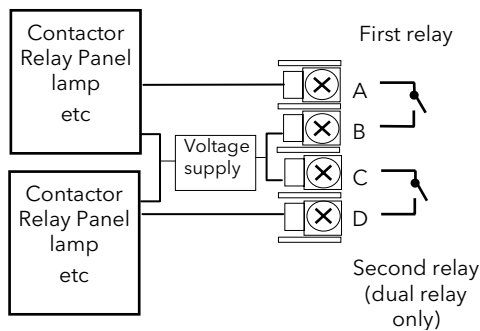 Contactor
Relay Panel
lamp
etc
First relay
A
B
Voltage
supply
C
D
Contactor
Relay Panel
lamp
etc
Second relay
(dual relay
only)